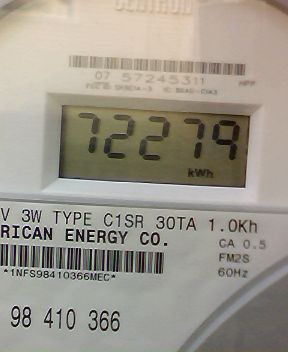 CENTRON
07 57245311
72279
kWh
V 3W TYPE C1SR 30TA 1.0Kh
RICAN ENERGY CO.
CA 0.5
FM2S
60Hz
*1NFS98410366MEC*
98 410 366